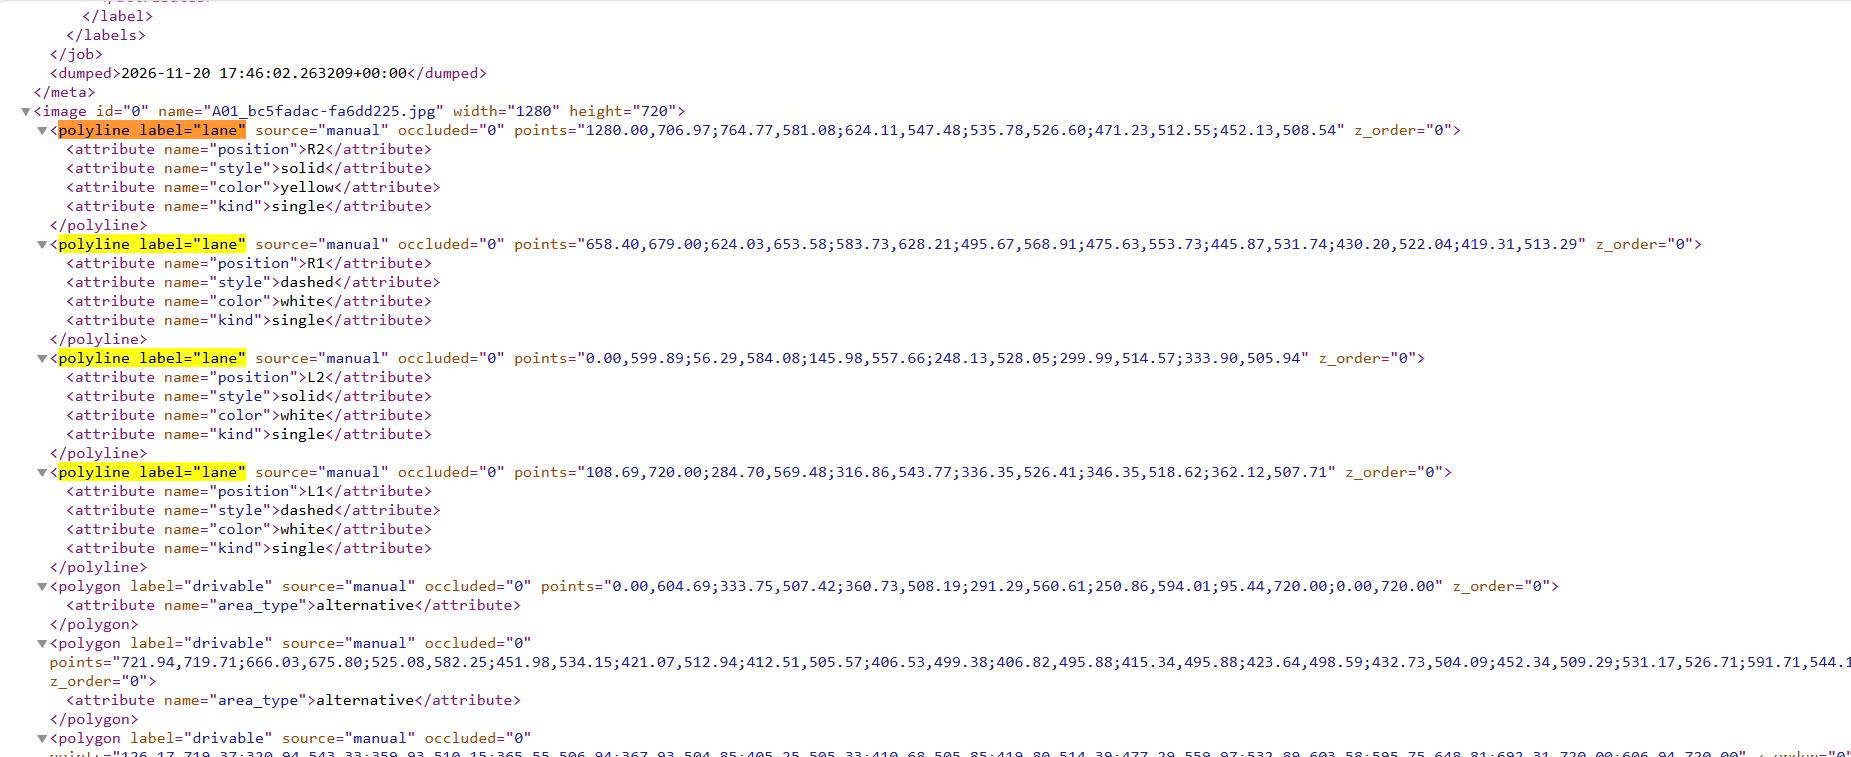 </label>
</labels>
</job>
<dumped>2026-11-20 17:46:02.263209+00:00</dumped>
</meta>
▼<image id="0" name="A01_bc5fadac-fa6dd225.jpg" width="1280" height="720">
▼<polyline label="lane" source="manual" occluded="0" points="1280.00,706.97;764.77,581.08;624.11,547.48;535.78,526.60;471.23,512.55;452.13,508.54" z_order="0">
<attribute name="position">R2</attribute>
<attribute name="style">solid</attribute>
<attribute name="color">yellow</attribute>
<attribute name="kind">single</attribute>
</polyline>
▼<polyline label="lane" source="manual" occluded="0" points="658.40,679.00;624.03,653.58;583.73,628.21;495.67,568.91;475.63,553.73;445.87,531.74;430.20,522.04;419.31,513.29" z_order="0">
<attribute name="position">R1</attribute>
<attribute name="style">dashed</attribute>
<attribute name="color">white</attribute>
<attribute name="kind">single</attribute>
</polyline>
▼<polyline label="lane" source="manual" occluded="0" points="0.00,599.89;56.29,584.08;145.98,557.66;248.13,528.05;299.99,514.57;333.90,505.94" z_order="0">
<attribute name="position">L2</attribute>
<attribute name="style">solid</attribute>
<attribute name="color">white</attribute>
<attribute name="kind">single</attribute>
</polyline>
▼<polyline label="lane" source="manual" occluded="0" points="108.69,720.00;284.70,569.48;316.86,543.77;336.35,526.41;346.35,518.62;362.12,507.71" z_order="0">
<attribute name="position">L1</attribute>
<attribute name="style">dashed</attribute>
<attribute name="color">white</attribute>
<attribute name="kind">single</attribute>
</polyline>
▼<polygon label="drivable" source="manual" occluded="0" points="0.00,604.69;333.75,507.42;360.73,508.19;291.29,560.61;250.86,594.01;95.44,720.00;0.00,720.00" z_order="0">
<attribute name="area_type">alternative</attribute>
</polygon>
▼<polygon label="drivable" source="manual" occluded="0"
points="721.94,719.71;666.03,675.80;525.08,582.25;451.98,534.15;421.07,512.94;412.51,505.57;406.53,499.38;406.82,495.88;415.34,495.88;423.64,498.59;432.73,504.09;452.34,509.29;531.17,526.71;591.71,544.1
z_order="0">
<attribute name="area_type">alternative</attribute>
</polygon>
▼<polygon label="drivable" source="manual" occluded="0"